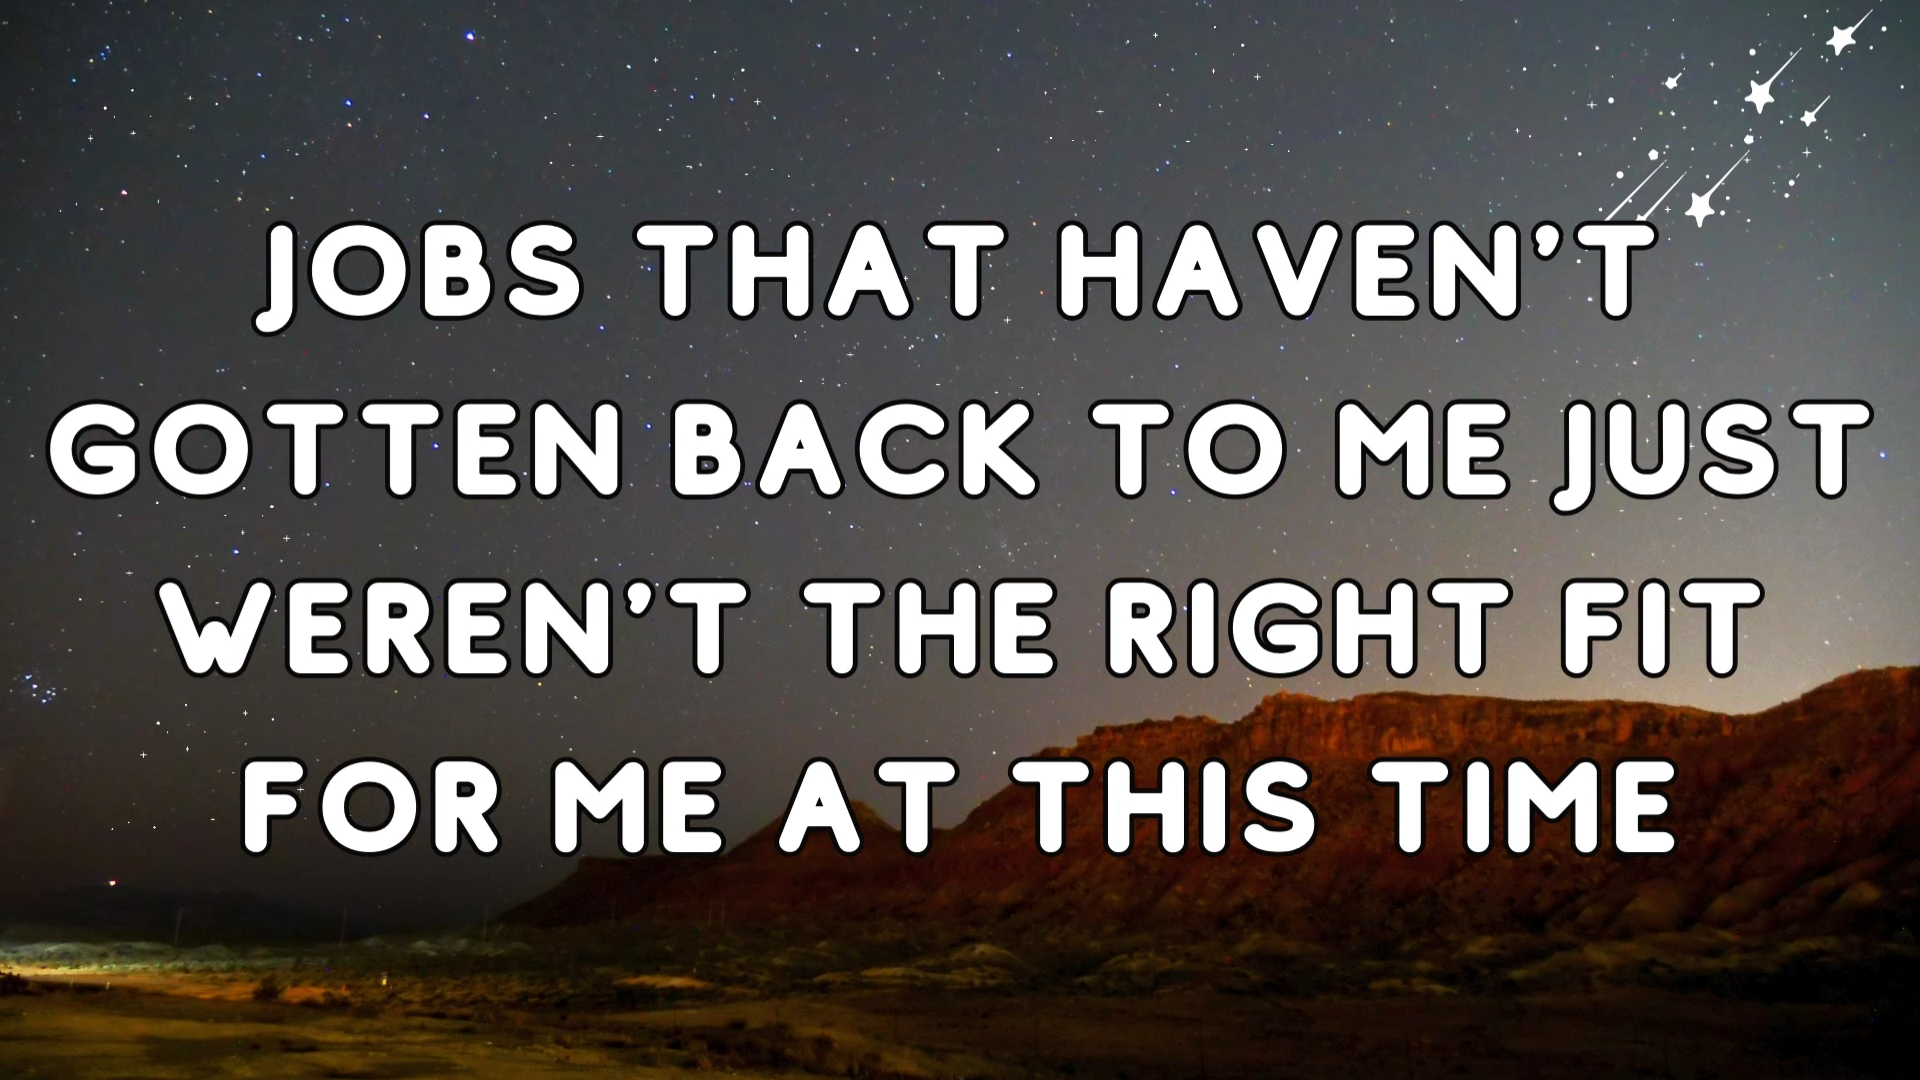 JOBS THAT HAVEN'T
GOTTEN BACK TO ME JUST
WEREN'T THE RIGHT FIT
FOR ME AT THIS TIME